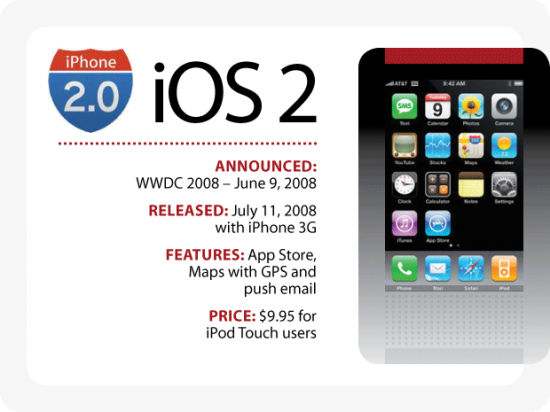 iPhone
2.0
iOS 2
ANNOUNCED:
WWDC 2008 – June 9, 2008
RELEASED: July 11, 2008
with iPhone 3G
FEATURES: App Store,
Maps with GPS and
push email
PRICE: $9.95 for
iPod Touch users
AT&T 8:42 AM
SMS Tuesday 9
Text Calendar Photos Camera
YouTube Stocks Maps Weather
Clock Calculator Notes Settings
iTunes App Store
Phone Mail Safari iPod